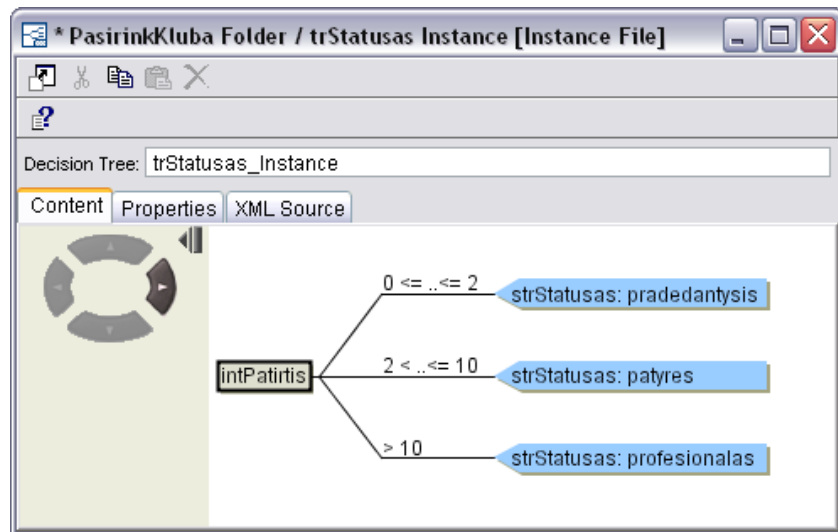 * PasirinkKluba Folder / trStatusas Instance [Instance File]
Decision Tree: trStatusas_Instance
Content Properties XML Source
0 <= ..<= 2
strStatusas: pradedantysis
intPatirtis
2 < ..<= 10
strStatusas: patyres
> 10
strStatusas: profesionalas